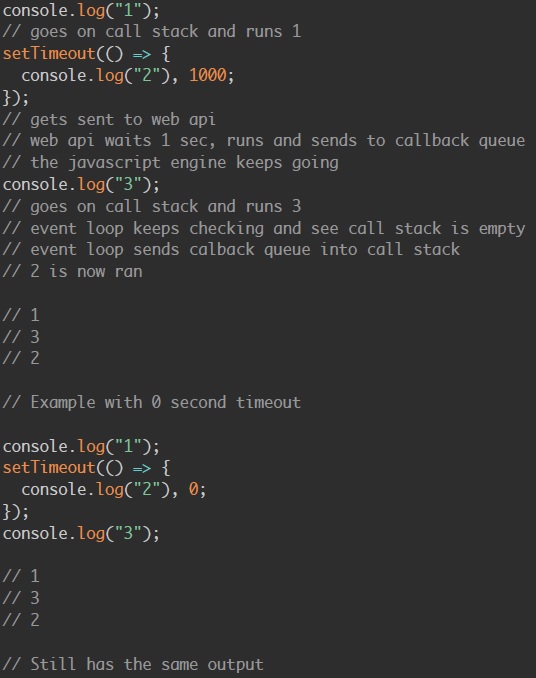 console.log("1");
// goes on call stack and runs 1
setTimeout(() => {
  console.log("2"), 1000;
});
// gets sent to web api
// web api waits 1 sec, runs and sends to callback queue
// the javascript engine keeps going
console.log("3");
// goes on call stack and runs 3
// event loop keeps checking and see call stack is empty
// event loop sends calback queue into call stack
// 2 is now ran

// 1
// 3
// 2

// Example with 0 second timeout

console.log("1");
setTimeout(() => {
  console.log("2"), 0;
});
console.log("3");

// 1
// 3
// 2

// Still has the same output